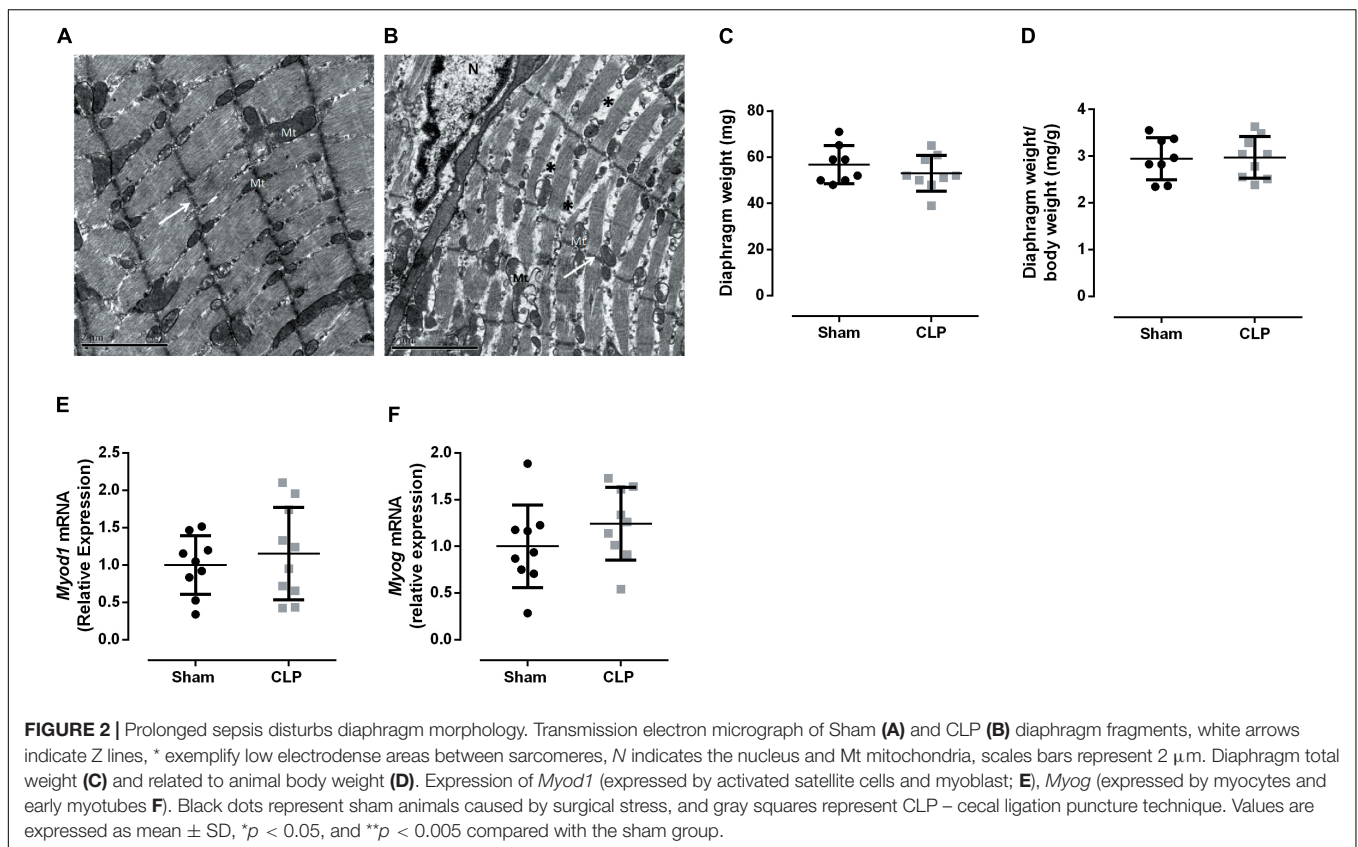 A
B
C
D
Mt
Mt
2 µm
N
*
*
*
Mt
Mt
2 µm
Diaphragm weight (mg)
80
60
40
20
0
Sham
CLP
Diaphragm weight/
body weight (mg/g)
4
3
2
1
0
Sham
CLP
E
F
Myod1 mRNA
(Relative Expression)
2.5
2.0
1.5
1.0
0.5
0.0
Sham
CLP
Myog mRNA
(relative expression)
2.0
1.5
1.0
0.5
0.0
Sham
CLP
FIGURE 2 | Prolonged sepsis disturbs diaphragm morphology. Transmission electron micrograph of Sham (A) and CLP (B) diaphragm fragments, white arrows
indicate Z lines, * exemplify low electrodense areas between sarcomeres, N indicates the nucleus and Mt mitochondria, scales bars represent 2 μm. Diaphragm total
weight (C) and related to animal body weight (D). Expression of Myod1 (expressed by activated satellite cells and myoblast; E), Myog (expressed by myocytes and
early myotubes F). Black dots represent sham animals caused by surgical stress, and gray squares represent CLP – cecal ligation puncture technique. Values are
expressed as mean ± SD, *p < 0.05, and **p < 0.005 compared with the sham group.